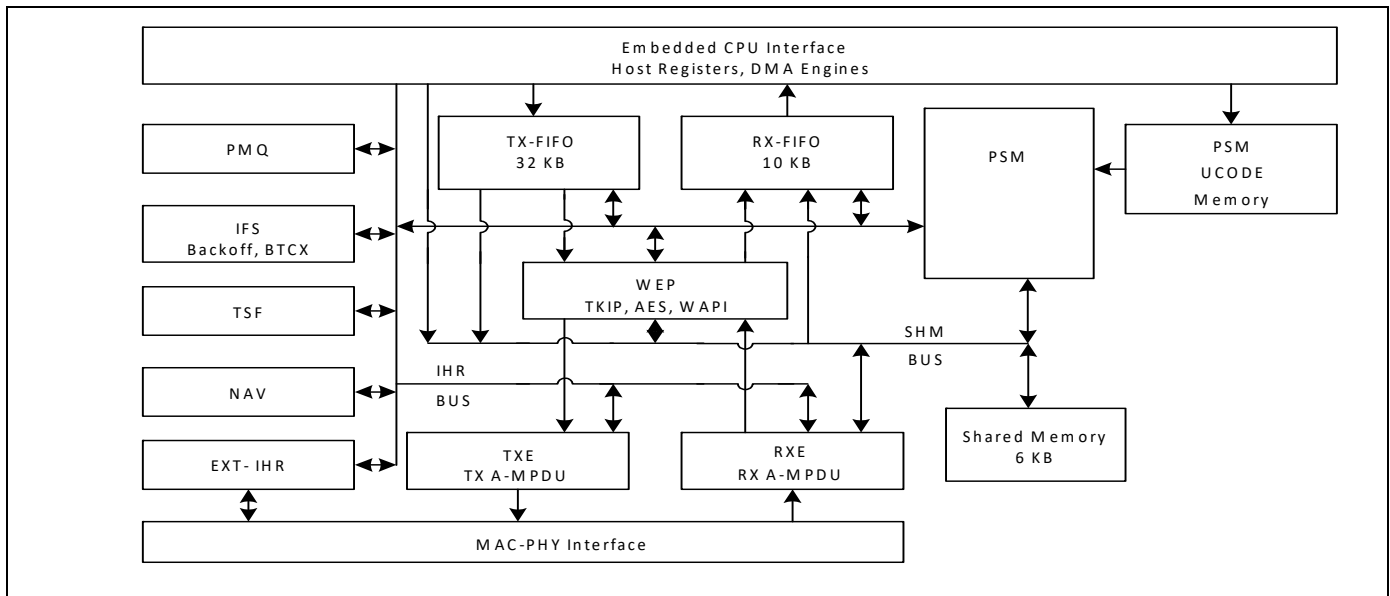 Embedded CPU Interface
Host Registers, DMA Engines
PMQ
TX-FIFO
32 KB
RX-FIFO
10 KB
PSM
PSM
UCODE
Memory
IFS
Backoff, BTCX
WEP
TKIP, AES, WAPI
TSF
SHM
BUS
IHR
BUS
NAV
EXT- IHR
TXE
TX A-MPDU
RXE
RX A-MPDU
Shared Memory
6 KB
MAC-PHY Interface